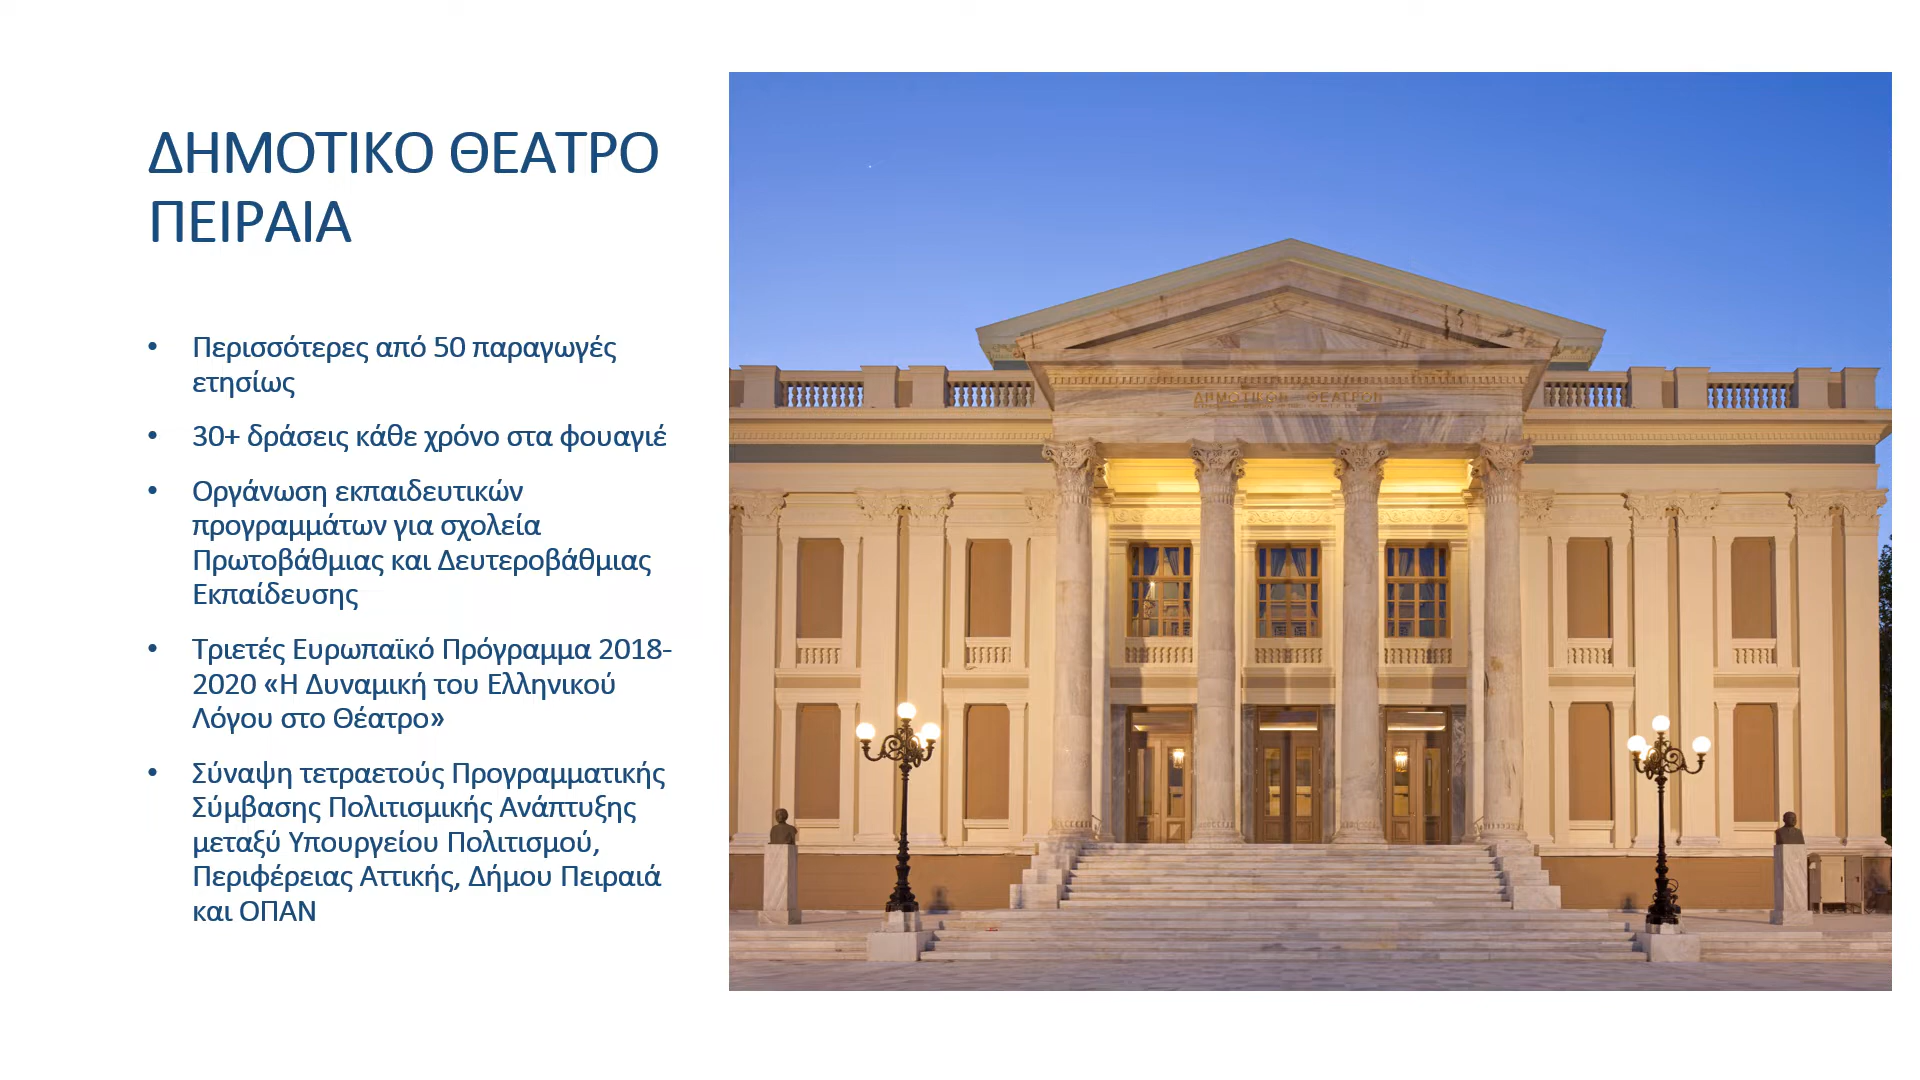 ΔΗΜΟΤΙΚΟ ΘΕΑΤΡΟ
ΠΕΙΡΑΙΑ
• Περισσότερες από 50 παραγωγές
ετησίως
• 30+ δράσεις κάθε χρόνο στα φουαγιέ
• Οργάνωση εκπαιδευτικών
προγραμμάτων για σχολεία
Πρωτοβάθμιας και Δευτεροβάθμιας
Εκπαίδευσης
• Τριετές Ευρωπαϊκό Πρόγραμμα 2018-
2020 «Η Δυναμική του Ελληνικού
Λόγου στο Θέατρο»
• Σύναψη τετραετούς Προγραμματικής
Σύμβασης Πολιτισμικής Ανάπτυξης
μεταξύ Υπουργείου Πολιτισμού,
Περιφέρειας Αττικής, Δήμου Πειραιά
και ΟΠΑΝ
ΔΗΜΟΤΙΚΟΝ ΘΕΑΤΡΟΝ